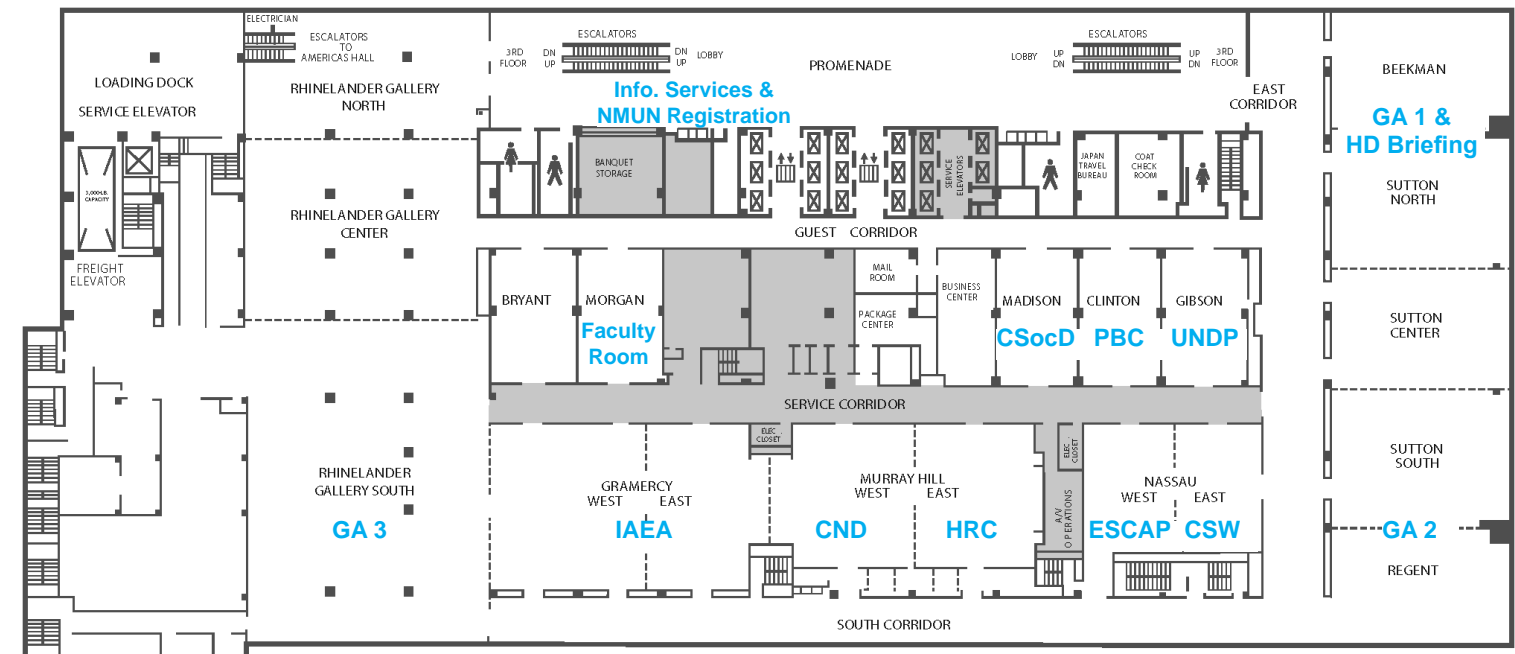 ELECTRICIAN
ESCALATORS
TO
AMERICAS HALL
LOADING DOCK
SERVICE ELEVATOR
3,000 LB.
CAPACITY
FREIGHT
ELEVATOR
RHINELANDER GALLERY
NORTH
RHINELANDER GALLERY
CENTER
RHINELANDER
GALLERY SOUTH
GA 3
3RD
FLOOR
DN
UP
ESCALATORS
DN
UP
LOBBY
PROMENADE
LOBBY
UP
DN
ESCALATORS
UP
DN
3RD
FLOOR
EAST
CORRIDOR
Info. Services &
NMUN Registration
BANQUET
STORAGE
SERVICE
ELEVATORS
JAPAN
TRAVEL
BUREAU
COAT
CHECK
ROOM
GUEST CORRIDOR
BRYANT
MORGAN
Faculty
Room
MAIL
ROOM
PACKAGE
CENTER
BUSINESS
CENTER
MADISON
CSocD
CLINTON
PBC
GIBSON
UNDP
SERVICE CORRIDOR
GRAMERCY
WEST EAST
IAEA
ELEC.
CLOSET
MURRAY HILL
WEST EAST
CND
HRC
A/V
OPERATIONS
ELEC.
CLOSET
NASSAU
WEST EAST
ESCAP CSW
SOUTH CORRIDOR
BEEKMAN
GA 1 &
HD Briefing
SUTTON
NORTH
SUTTON
CENTER
SUTTON
SOUTH
GA 2
REGENT